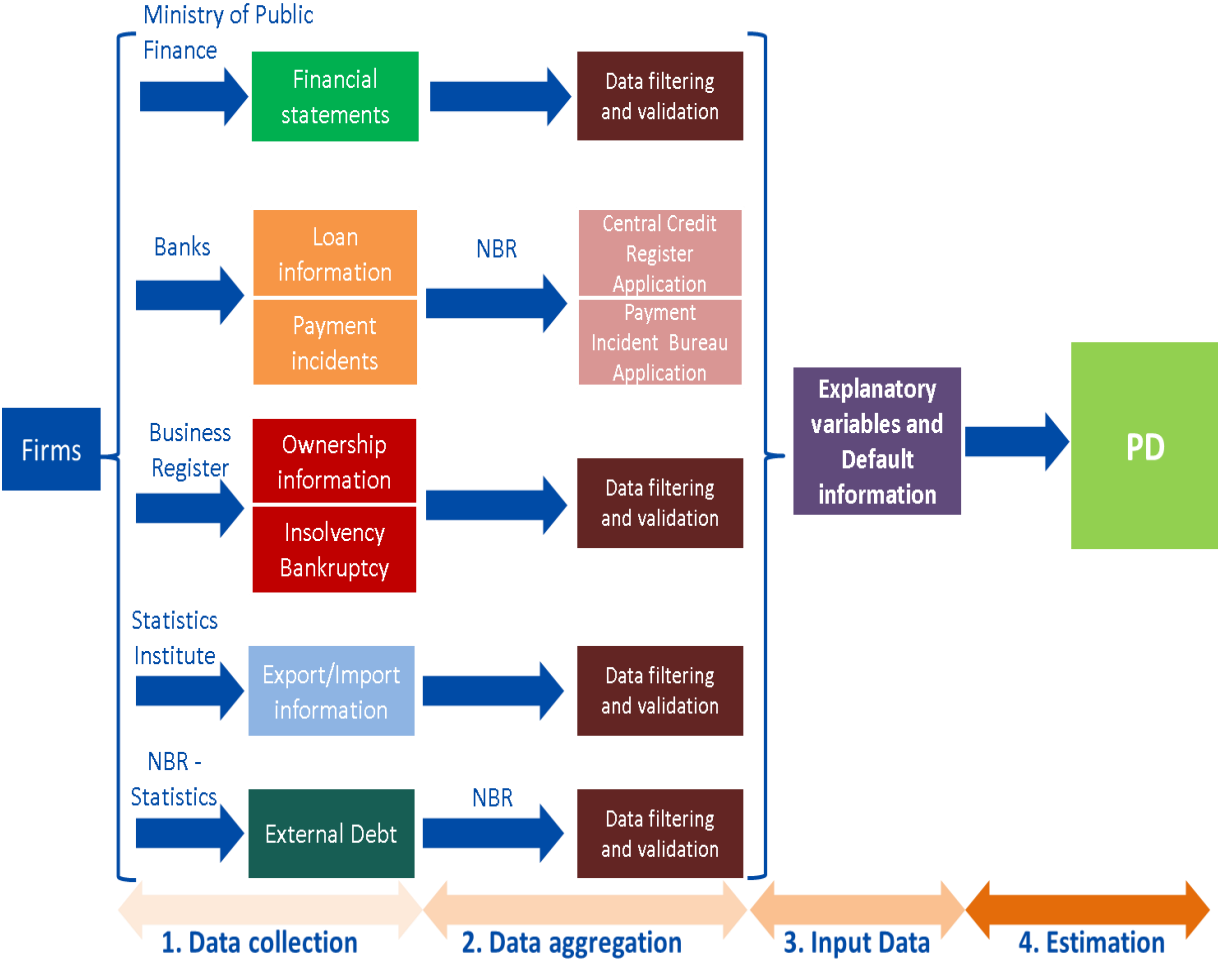 Ministry of Public
Finance
Financial
statements
Data filtering
and validation
Banks
Loan
information
Payment
incidents
NBR
Central Credit
Register
Application
Payment
Incident Bureau
Application
Firms
Business
Register
Ownership
information
Insolvency
Bankruptcy
Data filtering
and validation
Statistics
Institute
Export/Import
information
Data filtering
and validation
NBR -
Statistics
External Debt
NBR
Data filtering
and validation
Explanatory
variables and
Default
information
PD
1. Data collection
2. Data aggregation
3. Input Data
4. Estimation